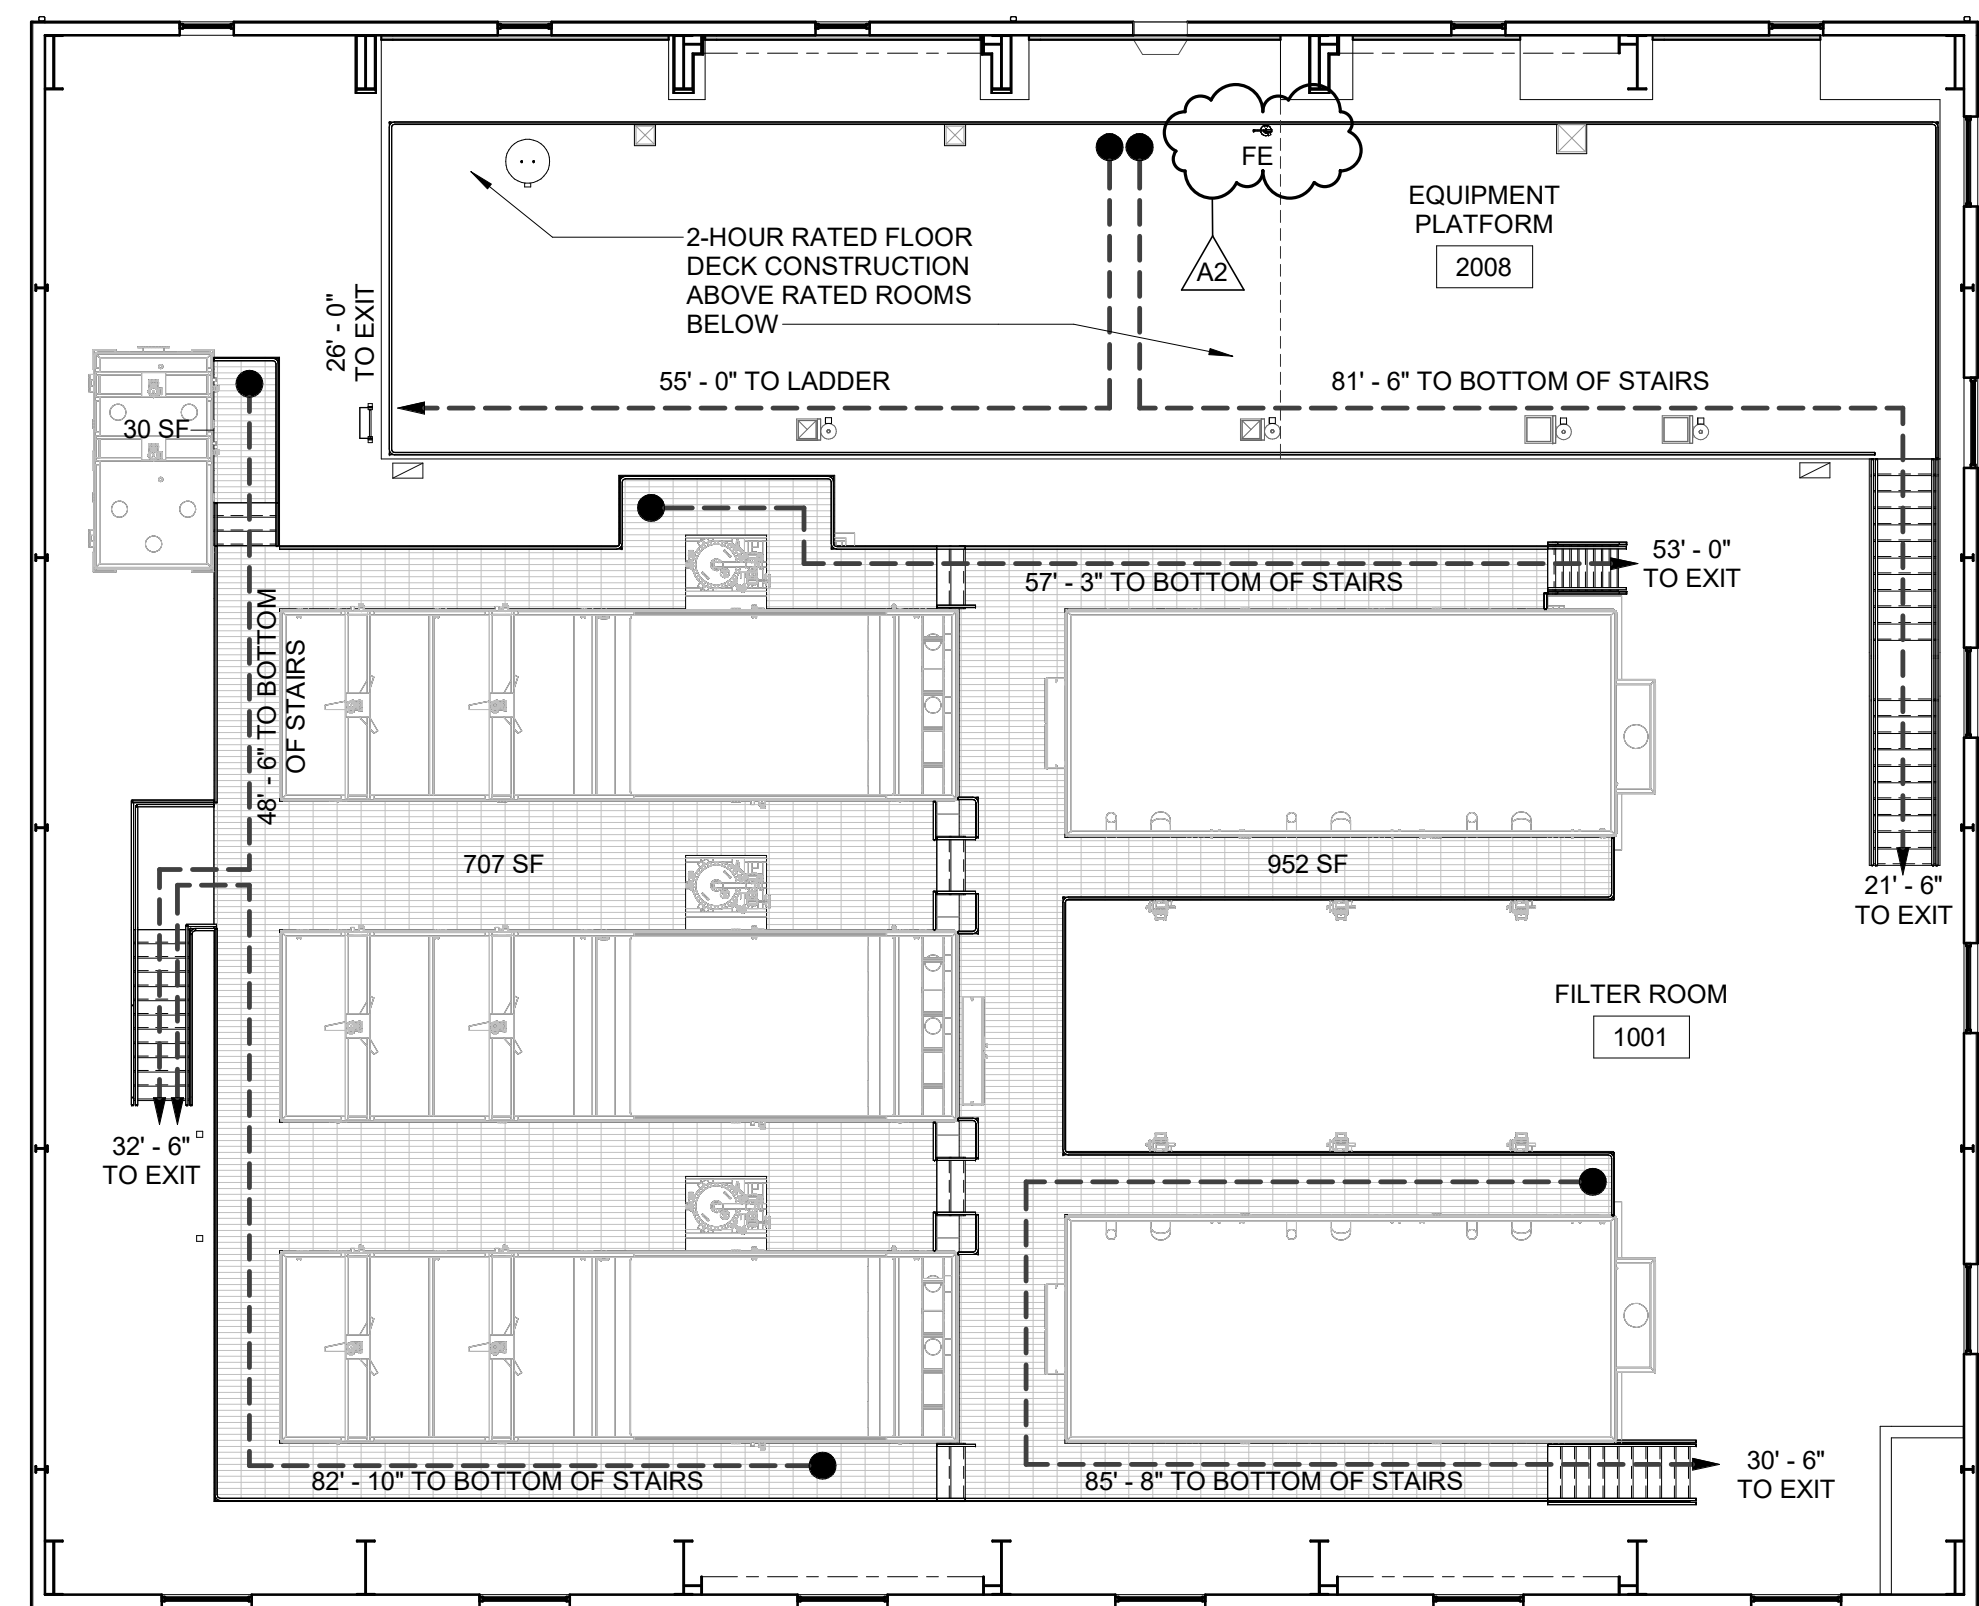 FE
EQUIPMENT
PLATFORM
2008
A2
2-HOUR RATED FLOOR
DECK CONSTRUCTION
ABOVE RATED ROOMS
BELOW
26' - 0"
TO EXIT
55' - 0" TO LADDER
81' - 6" TO BOTTOM OF STAIRS
30 SF
53' - 0"
TO EXIT
57' - 3" TO BOTTOM OF STAIRS
48' - 6" TO BOTTOM
OF STAIRS
707 SF
952 SF
21' - 6"
TO EXIT
FILTER ROOM
1001
32' - 6"
TO EXIT
82' - 10" TO BOTTOM OF STAIRS
85' - 8" TO BOTTOM OF STAIRS
30' - 6"
TO EXIT